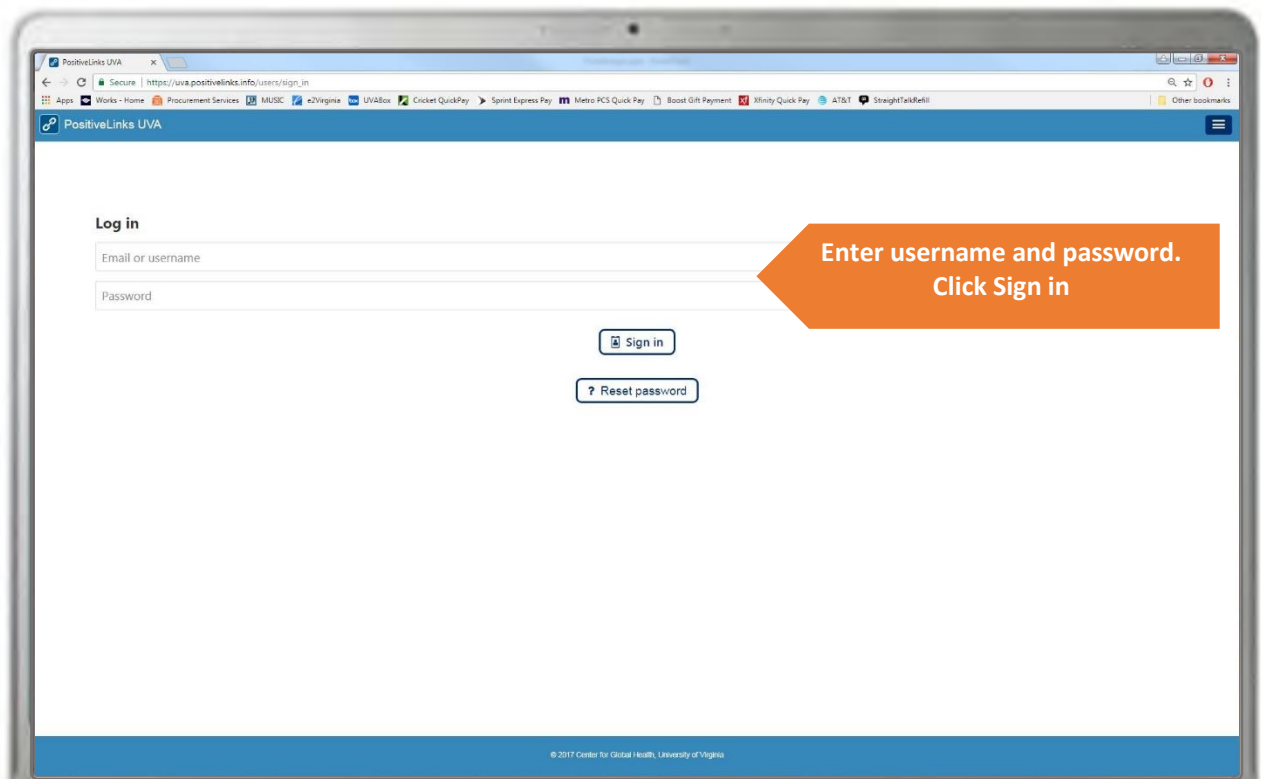 PositiveLinks UVA
Secure | https://uva.positivelinks.info/users/sign_in
Apps Works - Home Procurement Services MUSIC e2Virginia UVABox Cricket QuickPay Sprint Express Pay Metro PCS Quick Pay Boost Gift Payment Xfinity Quick Pay AT&T StraightTalkRefill Other bookmarks
PositiveLinks UVA
Log in
Email or username
Password
Enter username and password.
Click Sign in
Sign in
? Reset password
© 2017 Center for Global Health, University of Virginia